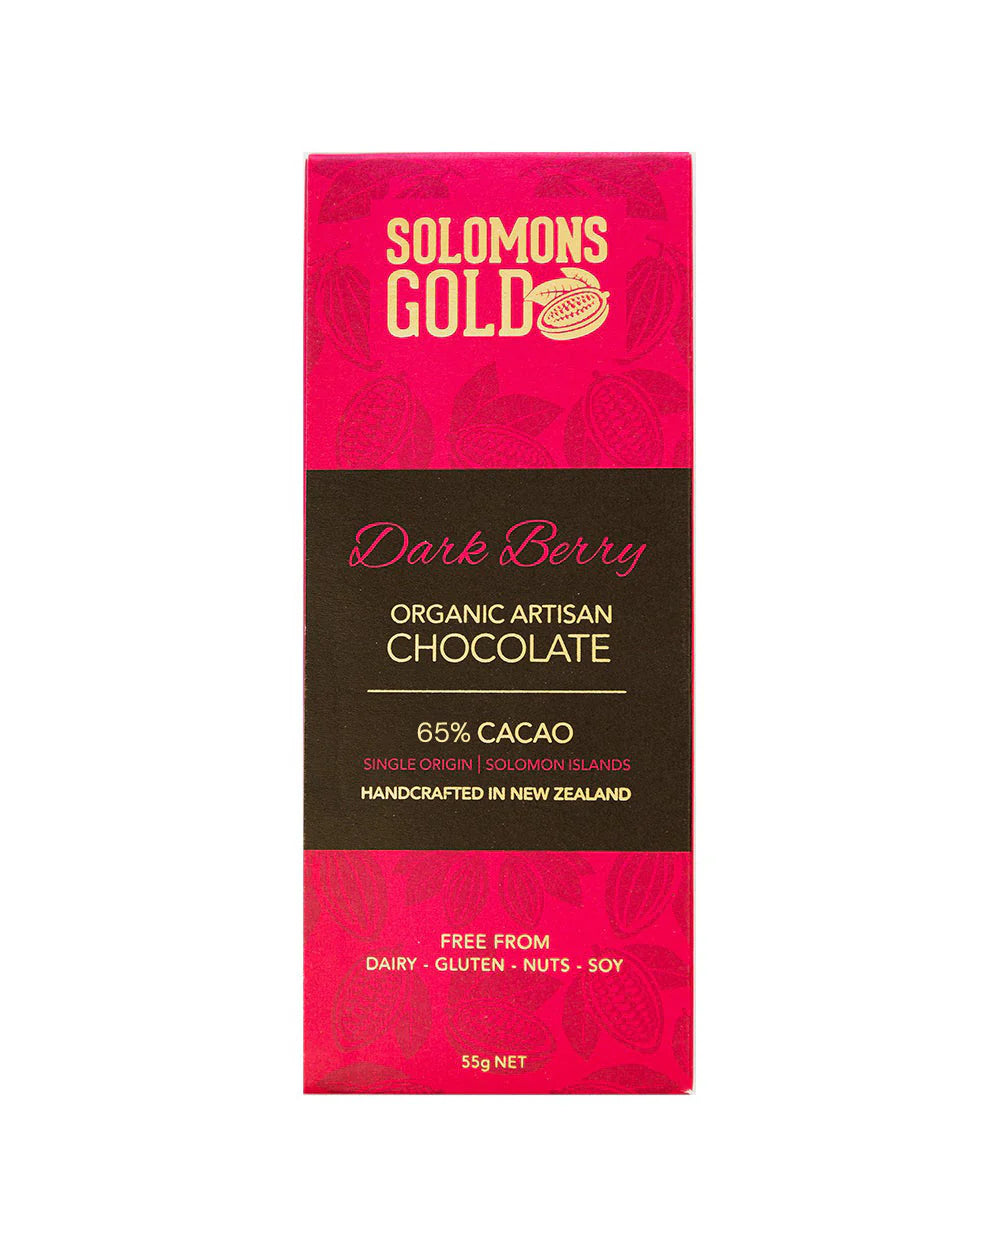 SOLOMONS
GOLD
Dark Berry
ORGANIC ARTISAN
CHOCOLATE
65% CACAO
SINGLE ORIGIN | SOLOMON ISLANDS
HANDCRAFTED IN NEW ZEALAND
FREE FROM
DAIRY - GLUTEN - NUTS - SOY
55g NET